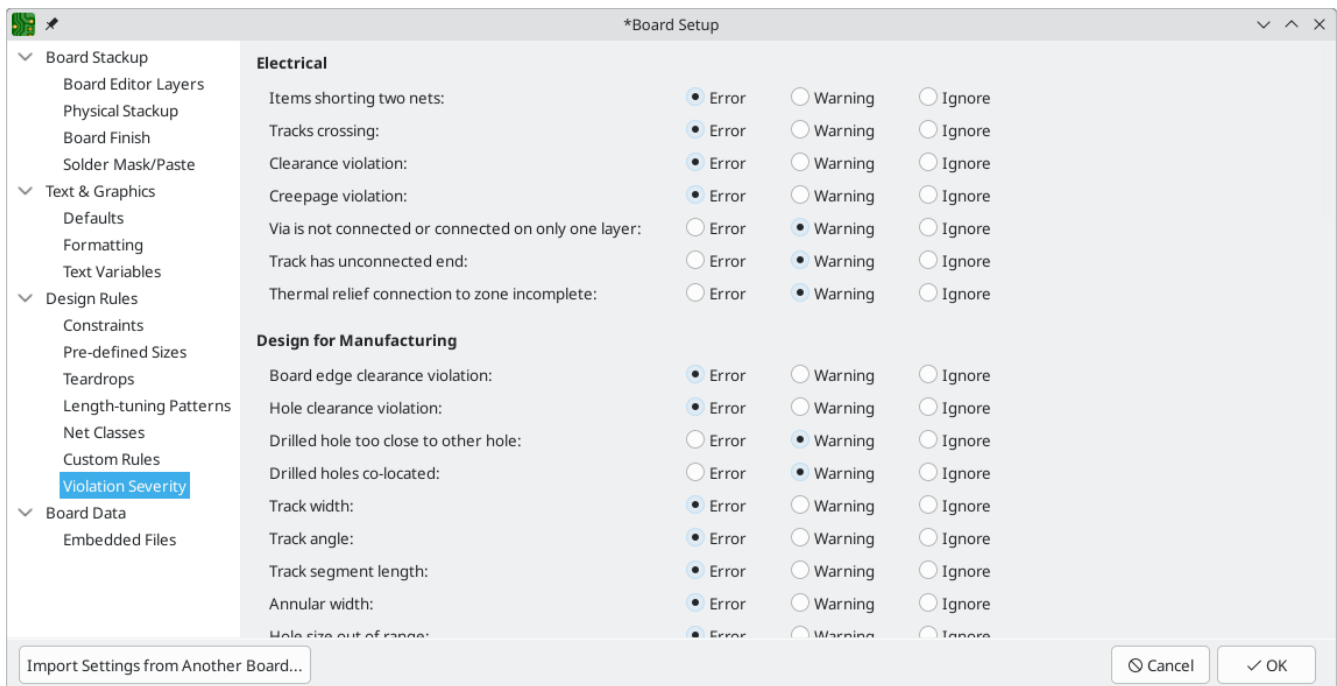 *Board Setup
Board Stackup
Board Editor Layers
Physical Stackup
Board Finish
Solder Mask/Paste
Text & Graphics
Defaults
Formatting
Text Variables
Design Rules
Constraints
Pre-defined Sizes
Teardrops
Length-tuning Patterns
Net Classes
Custom Rules
Violation Severity
Board Data
Embedded Files
Electrical
Items shorting two nets: Error Warning Ignore
Tracks crossing: Error Warning Ignore
Clearance violation: Error Warning Ignore
Creepage violation: Error Warning Ignore
Via is not connected or connected on only one layer: Error Warning Ignore
Track has unconnected end: Error Warning Ignore
Thermal relief connection to zone incomplete: Error Warning Ignore
Design for Manufacturing
Board edge clearance violation: Error Warning Ignore
Hole clearance violation: Error Warning Ignore
Drilled hole too close to other hole: Error Warning Ignore
Drilled holes co-located: Error Warning Ignore
Track width: Error Warning Ignore
Track angle: Error Warning Ignore
Track segment length: Error Warning Ignore
Annular width: Error Warning Ignore
Hole size out of range: Error Warning Ignore
Import Settings from Another Board... Cancel OK